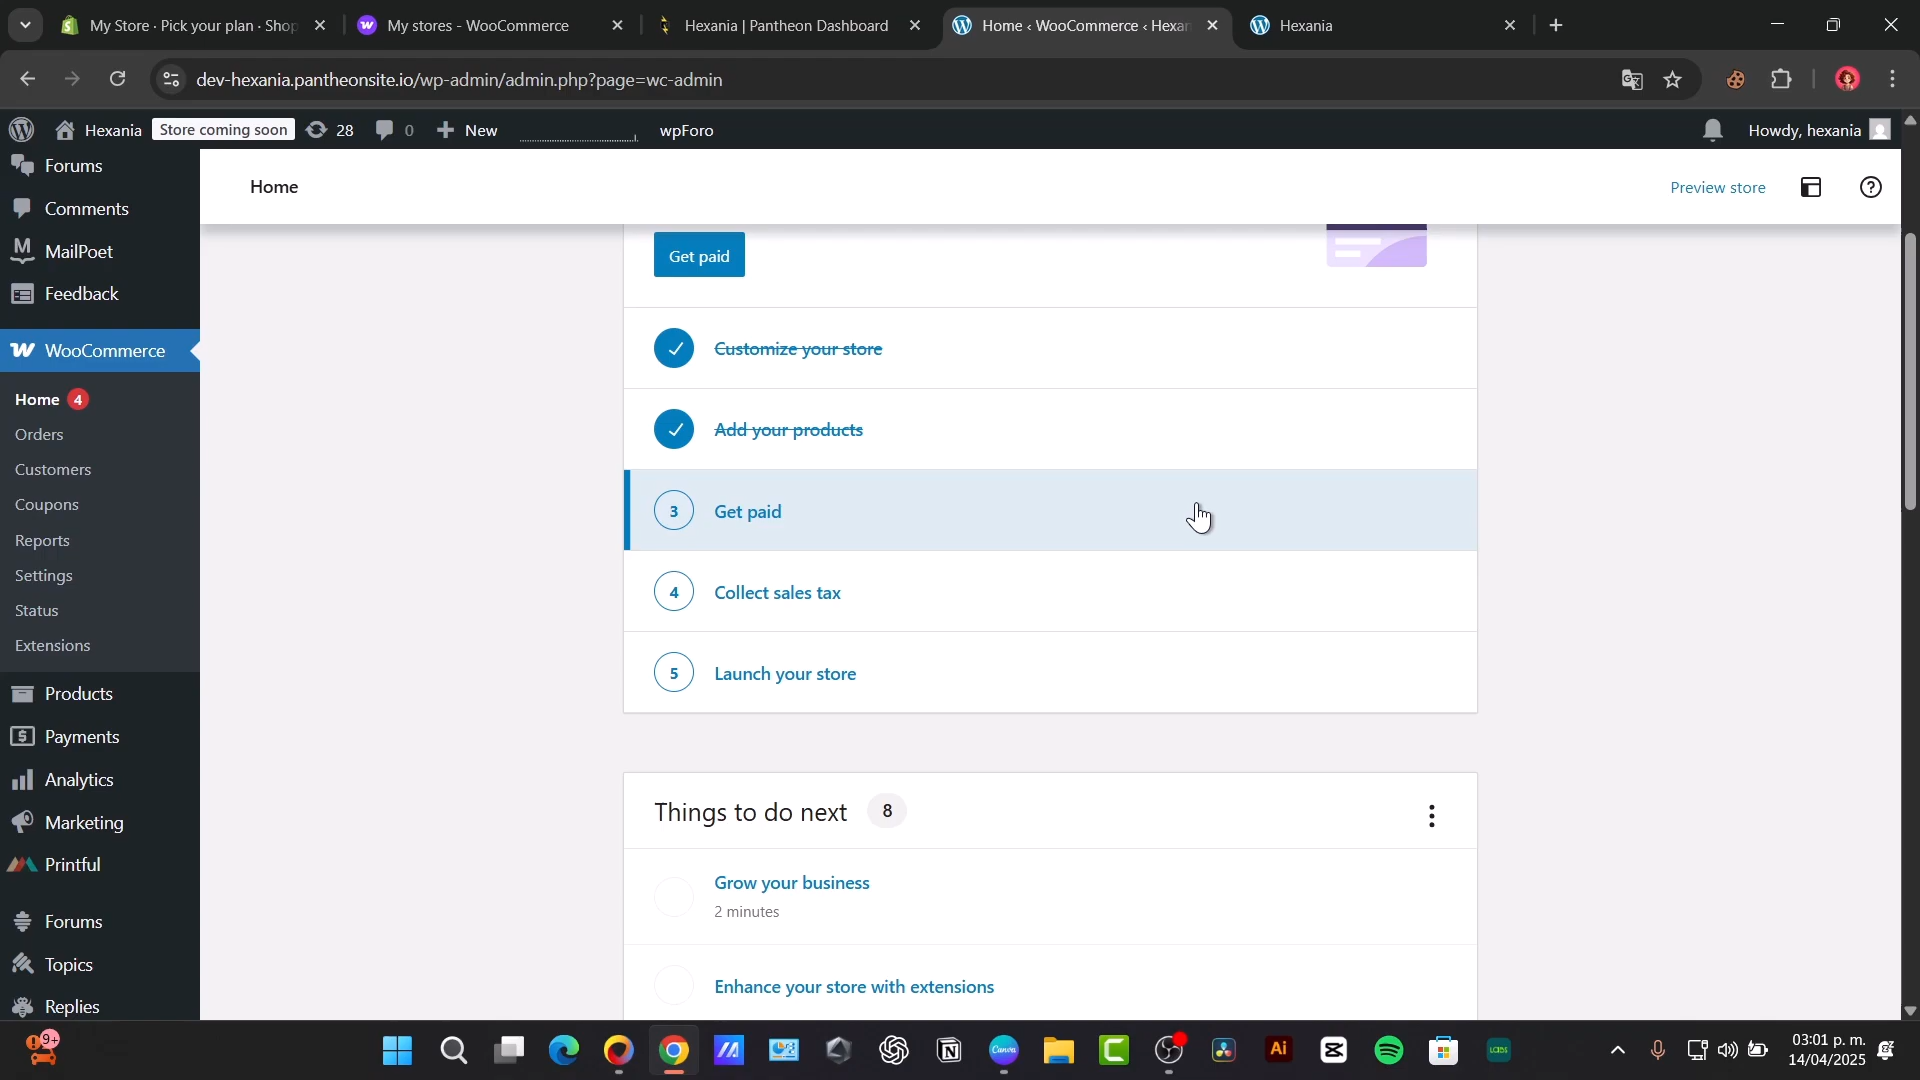 My Store · Pick your plan · Shop
My stores - WooCommerce
Hexania | Pantheon Dashboard
Home ‹ WooCommerce ‹ Hexan
Hexania
dev-hexania.pantheonsite.io/wp-admin/admin.php?page=wc-admin
Hexania
Store coming soon
28
0
New
wpForo
Howdy, hexania
Forums
Comments
MailPoet
Feedback
WooCommerce
Home 4
Orders
Customers
Coupons
Reports
Settings
Status
Extensions
Products
Payments
Analytics
Marketing
Printful
Forums
Topics
Replies
Home
Preview store
Get paid
Customize your store
Add your products
3 Get paid
4 Collect sales tax
5 Launch your store
Things to do next 8
Grow your business
2 minutes
Enhance your store with extensions
9+
Canva
Ai
03:01 p. m.
14/04/2025